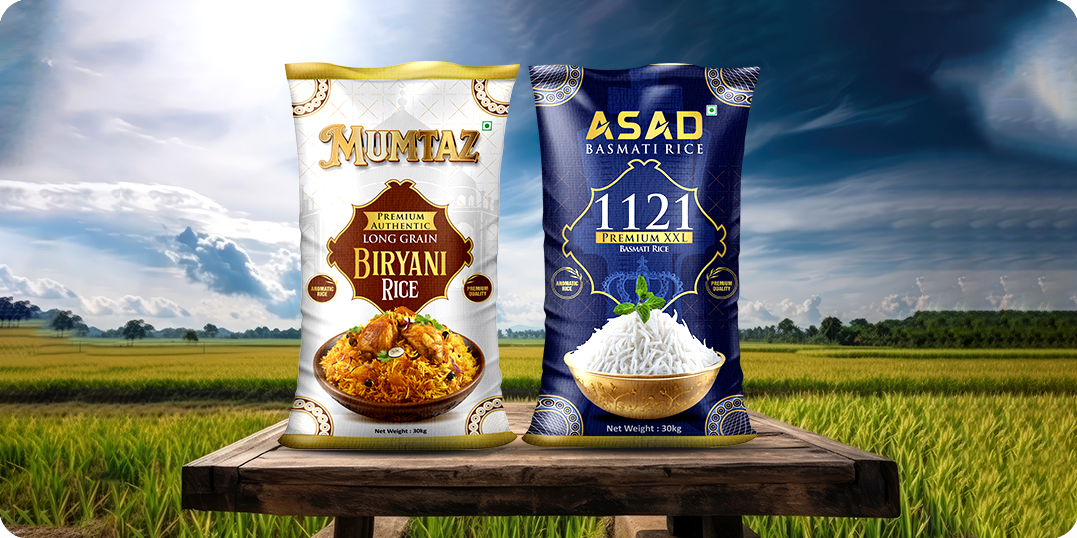 MUMTAZ
PREMIUM
AUTHENTIC
LONG GRAIN
BIRYANI
RICE
AROMATIC
RICE
PREMIUM
QUALITY
Net Weight : 30kg
ASAD
BASMATI RICE
1121
PREMIUM XXL
BASMATI RICE
AROMATIC
RICE
PREMIUM
QUALITY
Net Weight : 30kg